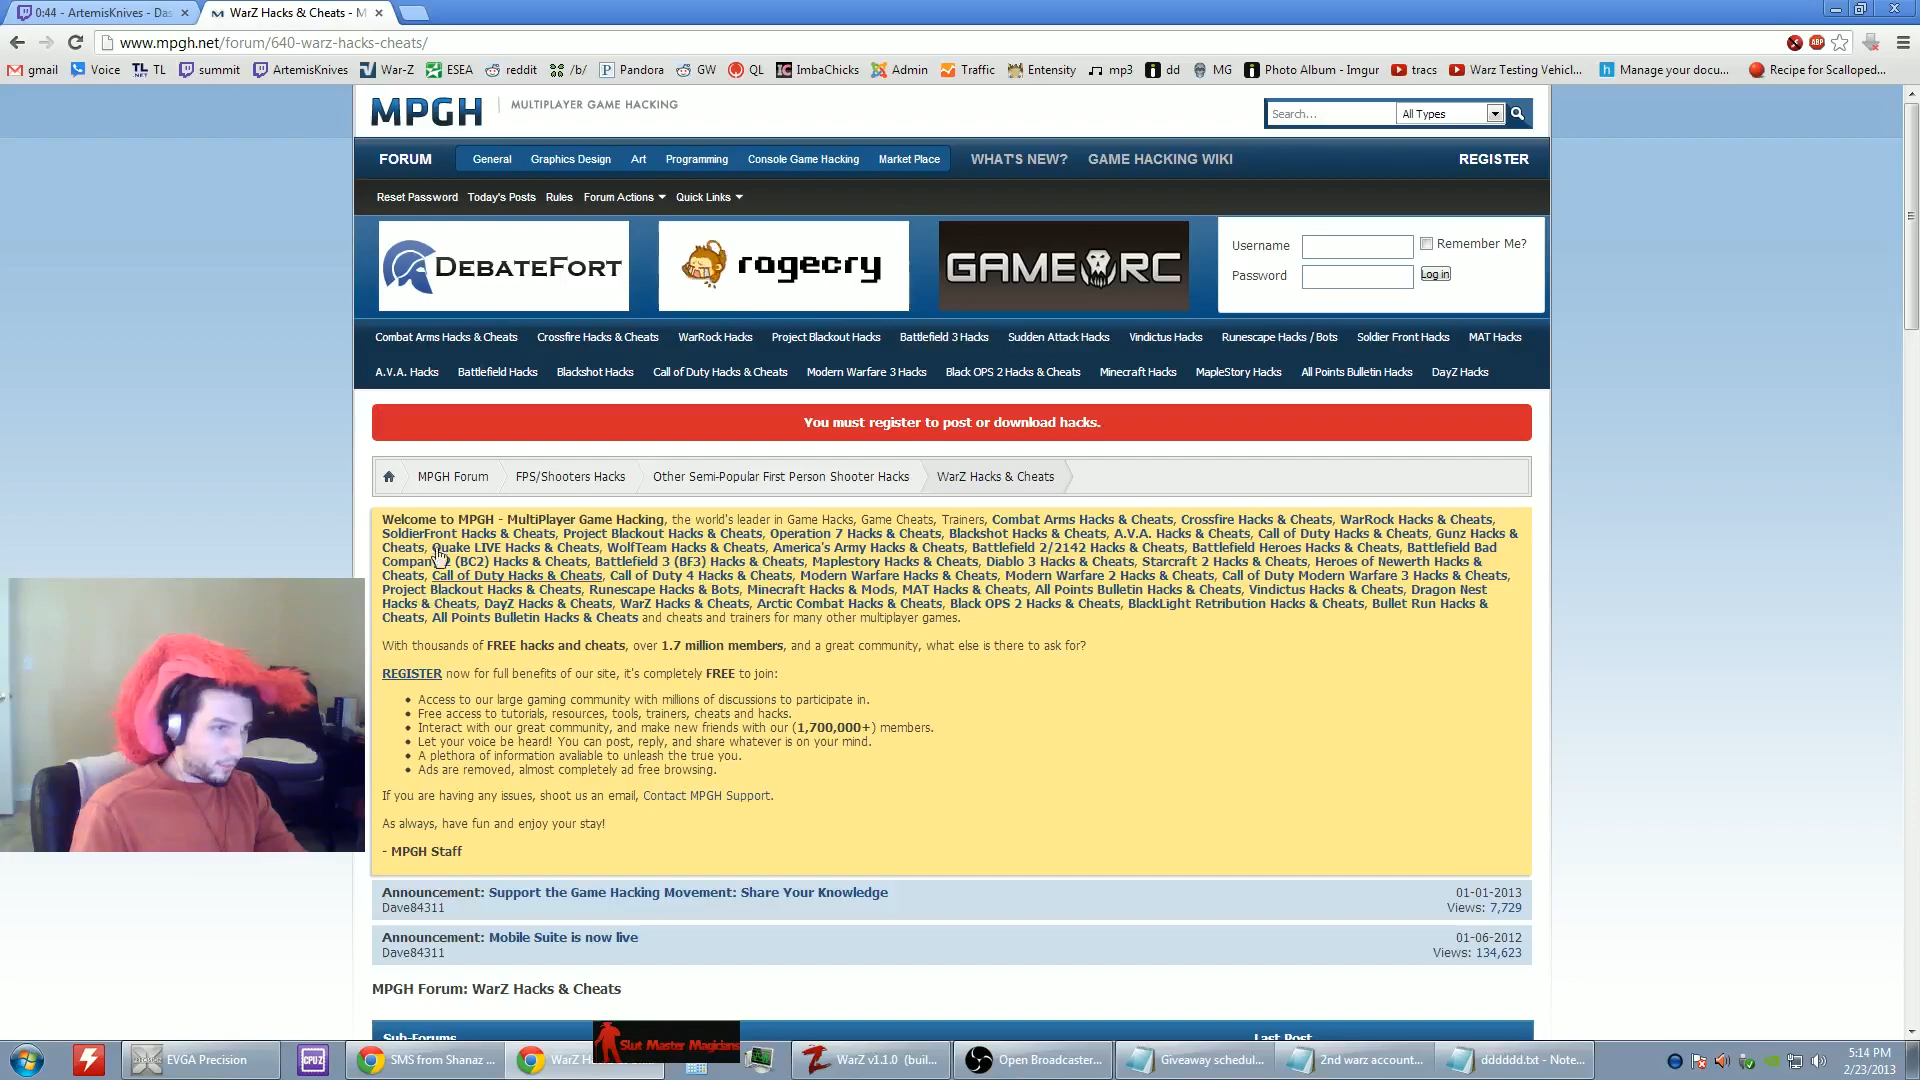 0:44 - ArtemisKnives - Das
WarZ Hacks & Cheats - M
www.mpgh.net/forum/640-warz-hacks-cheats/
gmail Voice TL summit ArtemisKnives War-Z ESEA reddit /b/ Pandora GW QL ImbaChicks Admin Traffic Entensity mp3 dd MG Photo Album - Imgur tracs Warz Testing Vehicl... Manage your docu... Recipe for Scalloped...
MPGH MULTIPLAYER GAME HACKING
Search... All Types
FORUM General Graphics Design Art Programming Console Game Hacking Market Place WHAT'S NEW? GAME HACKING WIKI REGISTER
Reset Password Today's Posts Rules Forum Actions Quick Links
DEBATEFORT ragecry GAME RC
Username Remember Me?
Password Log in
Combat Arms Hacks & Cheats Crossfire Hacks & Cheats WarRock Hacks Project Blackout Hacks Battlefield 3 Hacks Sudden Attack Hacks Vindictus Hacks Runescape Hacks / Bots Soldier Front Hacks MAT Hacks
A.V.A. Hacks Battlefield Hacks Blackshot Hacks Call of Duty Hacks & Cheats Modern Warfare 3 Hacks Black OPS 2 Hacks & Cheats Minecraft Hacks MapleStory Hacks All Points Bulletin Hacks DayZ Hacks
You must register to post or download hacks.
MPGH Forum FPS/Shooters Hacks Other Semi-Popular First Person Shooter Hacks WarZ Hacks & Cheats
Welcome to MPGH - MultiPlayer Game Hacking, the world's leader in Game Hacks, Game Cheats, Trainers, Combat Arms Hacks & Cheats, Crossfire Hacks & Cheats, WarRock Hacks & Cheats,
SoldierFront Hacks & Cheats, Project Blackout Hacks & Cheats, Operation 7 Hacks & Cheats, Blackshot Hacks & Cheats, A.V.A. Hacks & Cheats, Call of Duty Hacks & Cheats, Gunz Hacks &
Cheats, Quake LIVE Hacks & Cheats, WolfTeam Hacks & Cheats, America's Army Hacks & Cheats, Battlefield 2/2142 Hacks & Cheats, Battlefield Heroes Hacks & Cheats, Battlefield Bad
Company 2 (BC2) Hacks & Cheats, Battlefield 3 (BF3) Hacks & Cheats, Maplestory Hacks & Cheats, Diablo 3 Hacks & Cheats, Starcraft 2 Hacks & Cheats, Heroes of Newerth Hacks &
Cheats, Call of Duty Hacks & Cheats, Call of Duty 4 Hacks & Cheats, Modern Warfare Hacks & Cheats, Modern Warfare 2 Hacks & Cheats, Call of Duty Modern Warfare 3 Hacks & Cheats,
Project Blackout Hacks & Cheats, Runescape Hacks & Bots, Minecraft Hacks & Mods, MAT Hacks & Cheats, All Points Bulletin Hacks & Cheats, Vindictus Hacks & Cheats, Dragon Nest
Hacks & Cheats, DayZ Hacks & Cheats, WarZ Hacks & Cheats, Arctic Combat Hacks & Cheats, Black OPS 2 Hacks & Cheats, BlackLight Retribution Hacks & Cheats, Bullet Run Hacks &
Cheats, All Points Bulletin Hacks & Cheats and cheats and trainers for many other multiplayer games.
With thousands of FREE hacks and cheats, over 1.7 million members, and a great community, what else is there to ask for?
REGISTER now for full benefits of our site, it's completely FREE to join:
Access to our large gaming community with millions of discussions to participate in.
Free access to tutorials, resources, tools, trainers, cheats and hacks.
Interact with our great community, and make new friends with our (1,700,000+) members.
Let your voice be heard! You can post, reply, and share whatever is on your mind.
A plethora of information avaliable to unleash the true you.
Ads are removed, almost completely ad free browsing.
If you are having any issues, shoot us an email, Contact MPGH Support.
As always, have fun and enjoy your stay!
- MPGH Staff
Announcement: Support the Game Hacking Movement: Share Your Knowledge 01-01-2013
Dave84311 Views: 7,729
Announcement: Mobile Suite is now live 01-06-2012
Dave84311 Views: 134,623
MPGH Forum: WarZ Hacks & Cheats
Sub-Forums Last Post
Slut Master Magicians
EVGA Precision CPUZ SMS from Shanaz ... WarZ H WarZ v1.1.0 (buil... Open Broadcaster... Giveaway schedul... 2nd warz account... dddddd.txt - Note...
5:14 PM
2/23/2013